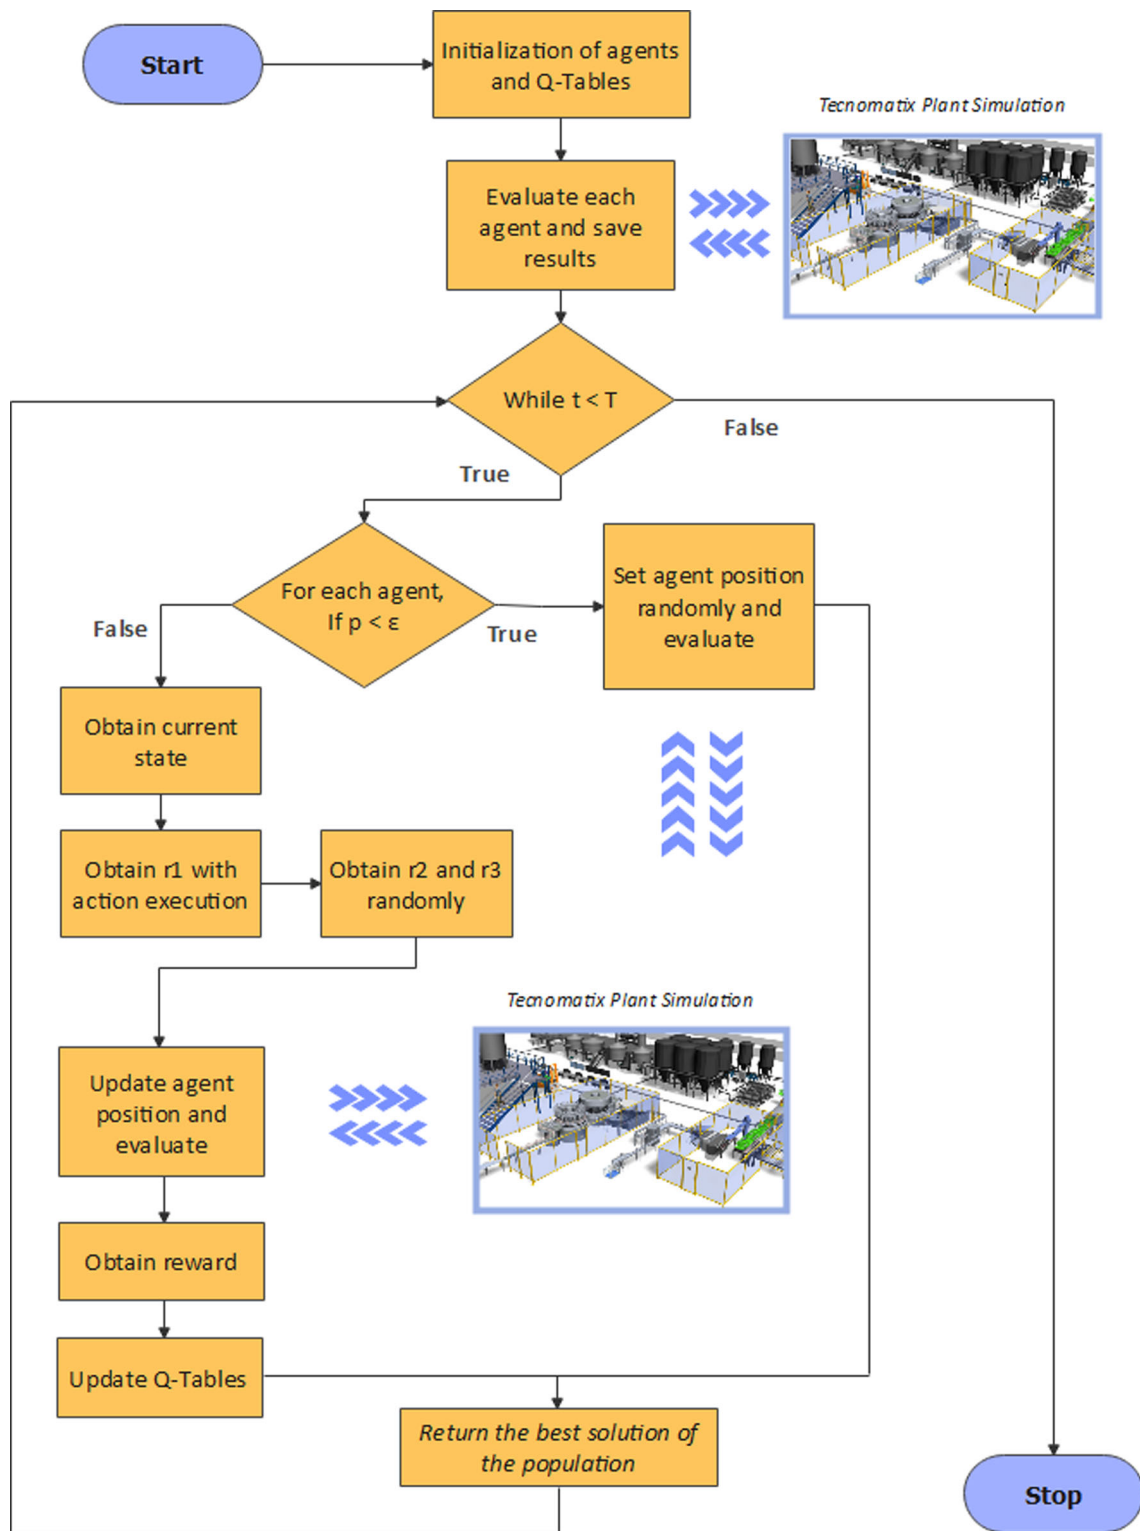 Start
Initialization of agents
and Q-Tables
Tecnomatix Plant Simulation
Evaluate each
agent and save
results
While t < T
False
True
For each agent,
If p < ε
False
True
Set agent position
randomly and
evaluate
Obtain current
state
Obtain r1 with
action execution
Obtain r2 and r3
randomly
Tecnomatix Plant Simulation
Update agent
position and
evaluate
Obtain reward
Update Q-Tables
Return the best solution of
the population
Stop